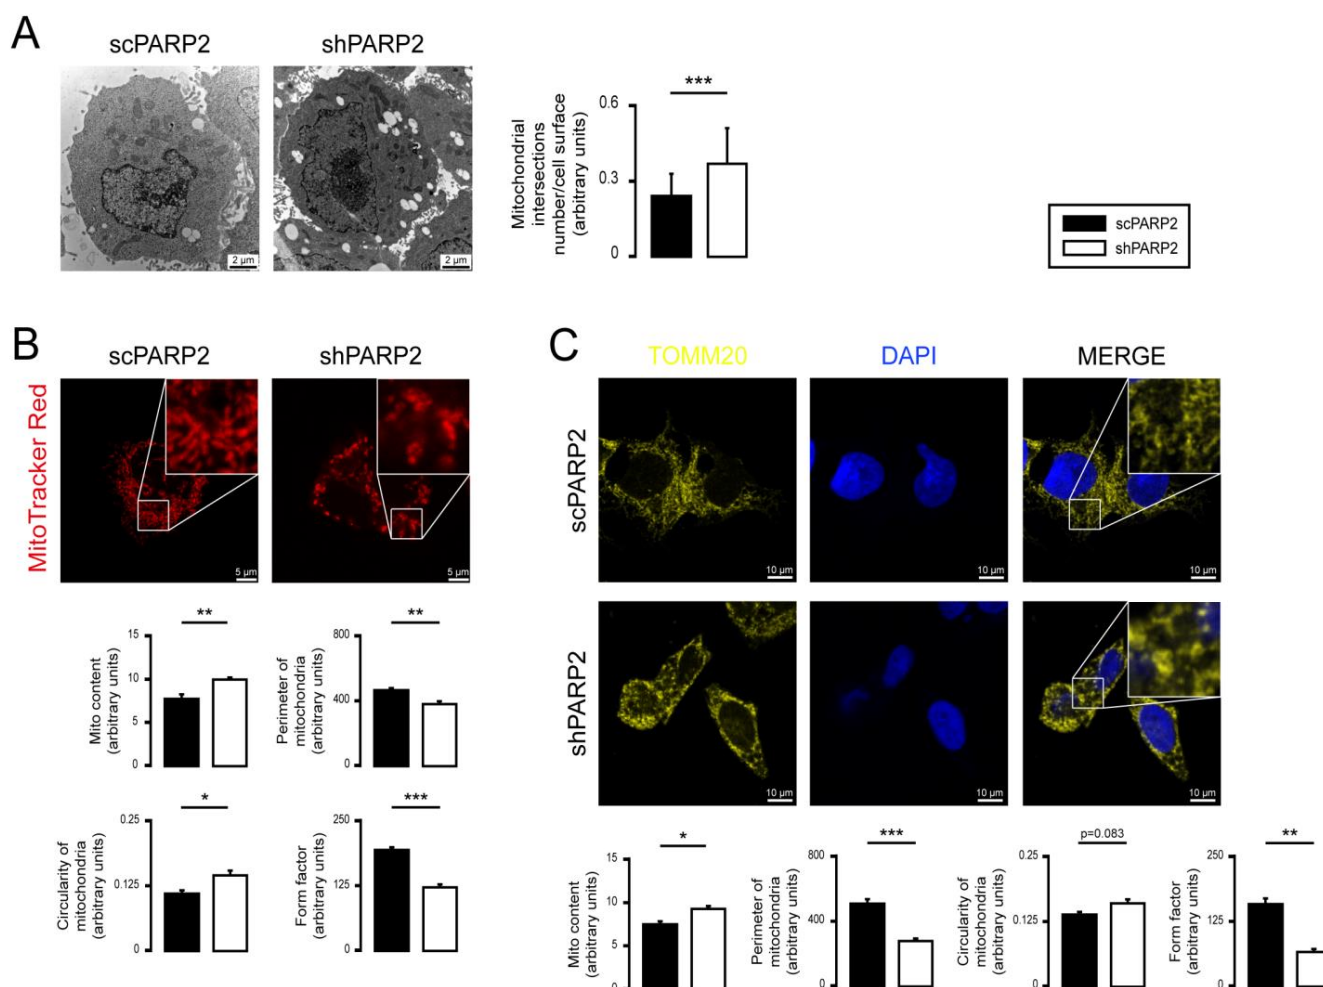 A
scPARP2
shPARP2
2 µm
2 µm
***
Mitochondrial
intersections
number/cell surface
(arbitrary units)
0.6
0.3
0
scPARP2
shPARP2
B
scPARP2
shPARP2
MitoTracker Red
5 µm
5 µm
**
Mito content
(arbitrary units)
15
10
5
0
**
Perimeter of
mitochondria
(arbitrary units)
800
400
0
*
Circularity of
mitochondria
(arbitrary units)
0.25
0.125
0
***
Form factor
(arbitrary units)
250
125
0
C
TOMM20
DAPI
MERGE
scPARP2
10 µm
10 µm
10 µm
shPARP2
10 µm
10 µm
10 µm
*
Mito content
(arbitrary units)
15
10
5
0
***
Perimeter of
mitochondria
(arbitrary units)
800
400
0
p=0.083
Circularity of
mitochondria
(arbitrary units)
0.25
0.125
0
**
Form factor
(arbitrary units)
250
125
0